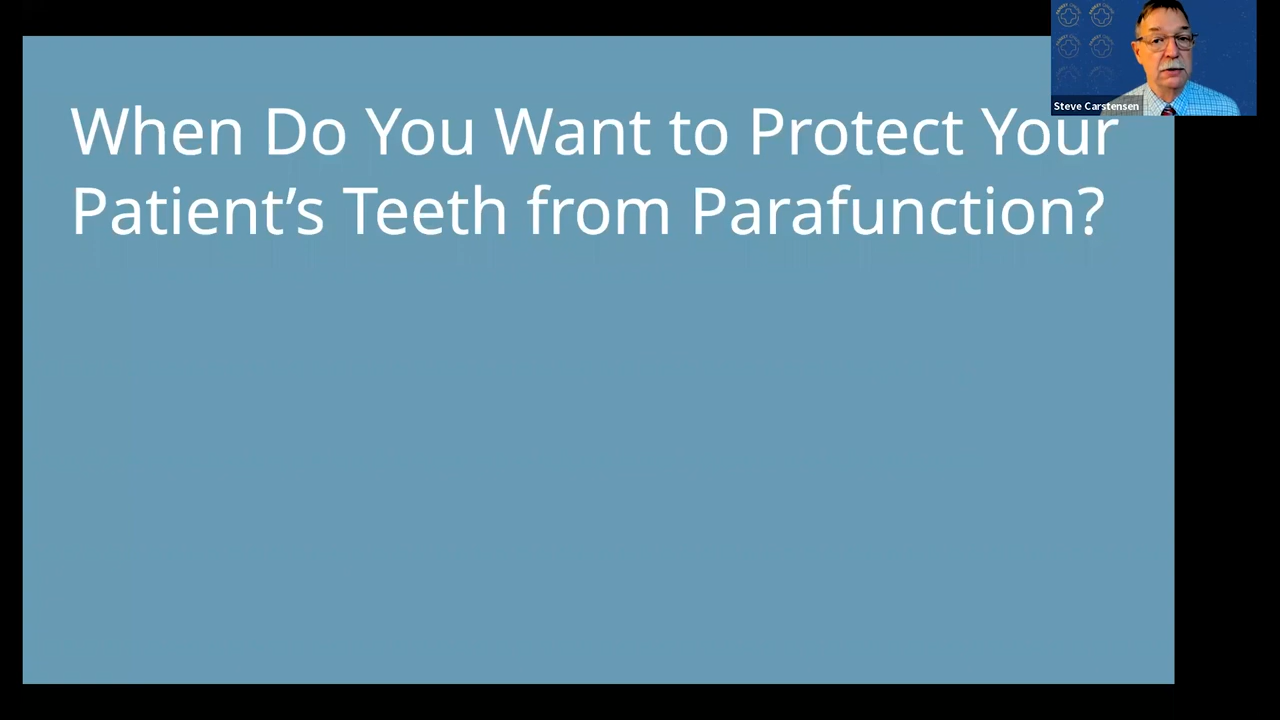 When Do You Want to Protect Your
Patient's Teeth from Parafunction?
Steve Carstensen